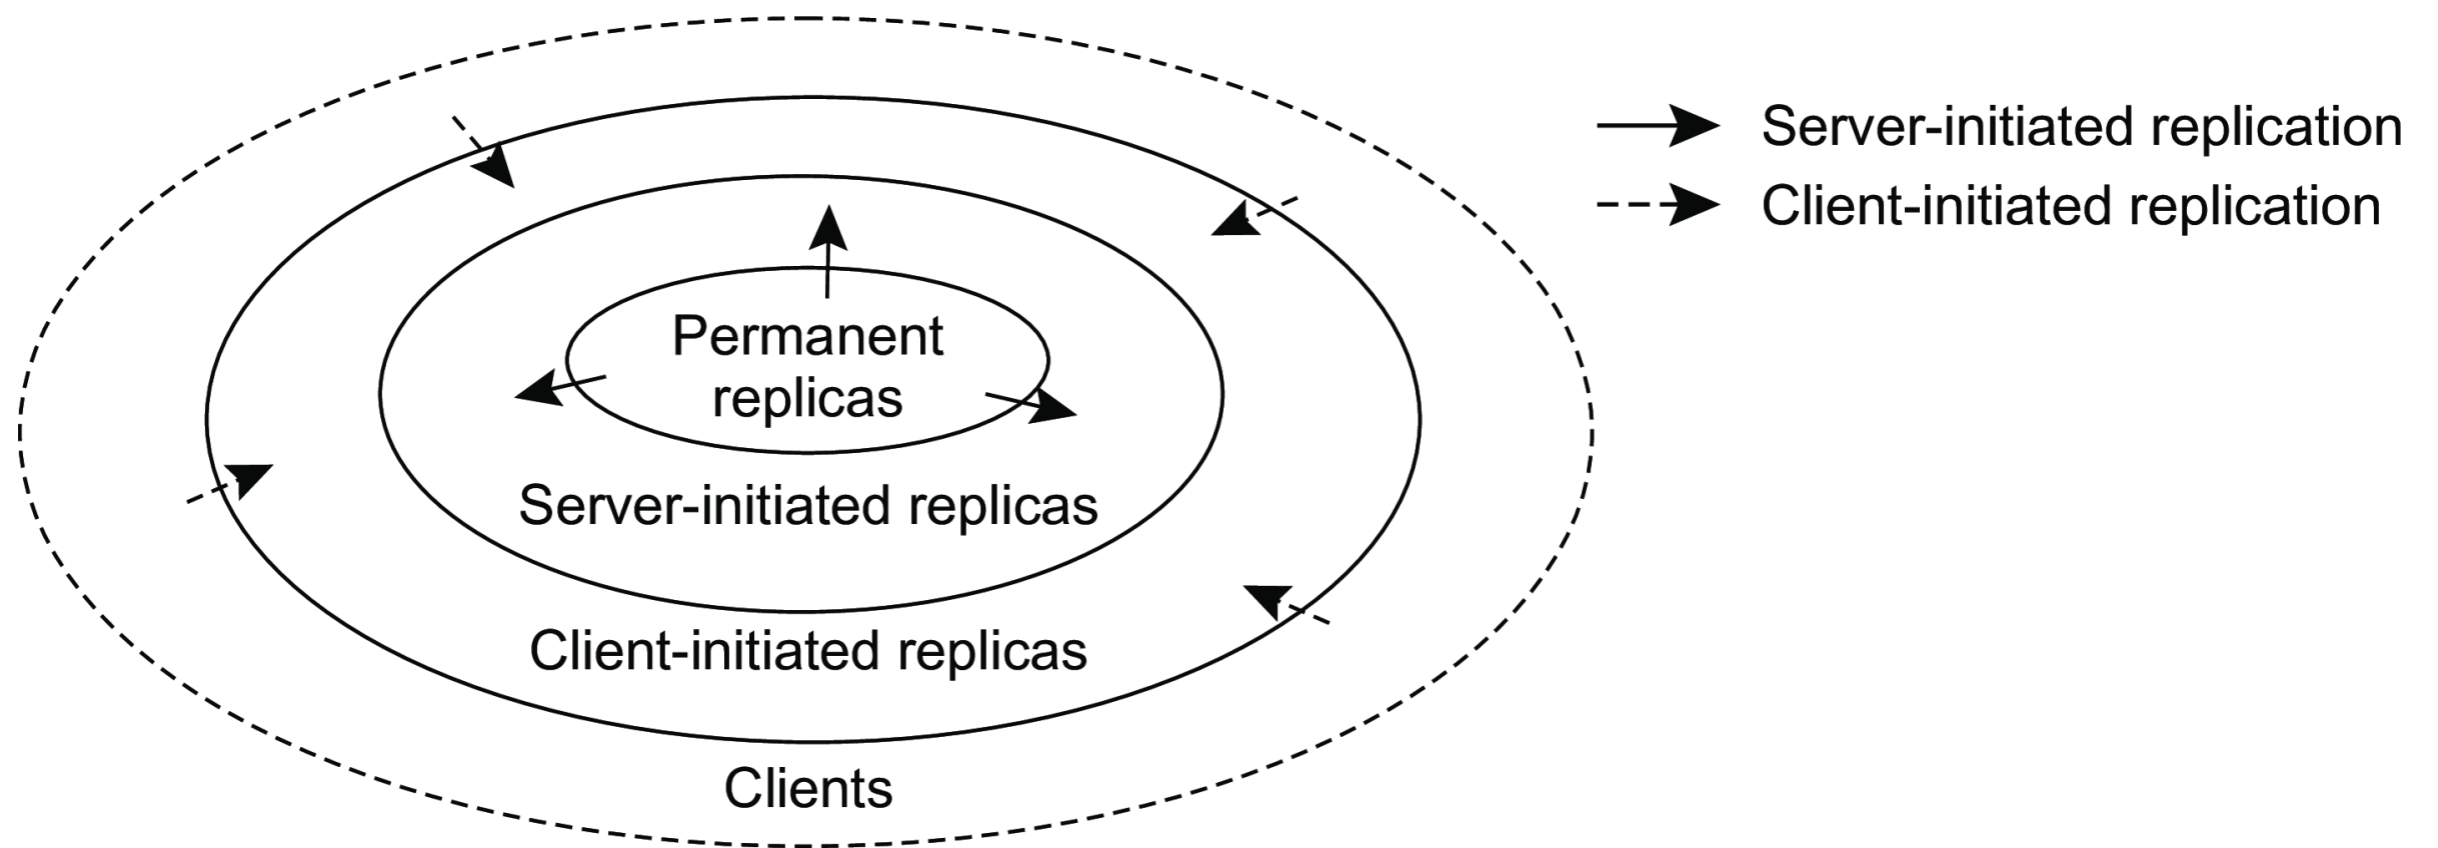 Server-initiated replication
Client-initiated replication
Permanent
replicas
Server-initiated replicas
Client-initiated replicas
Clients